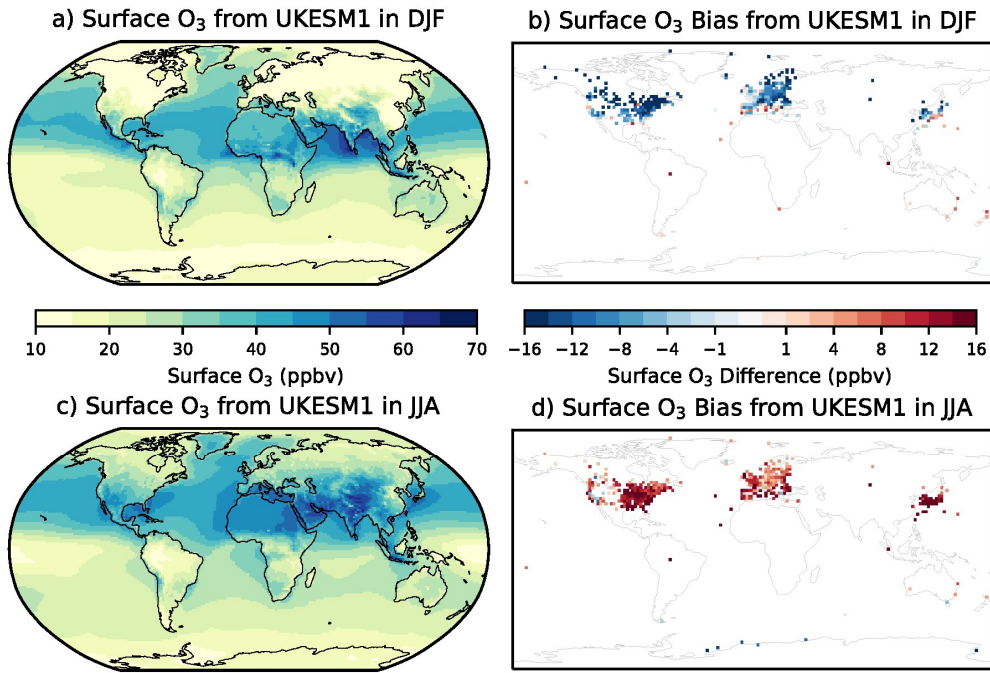 a) Surface O₃ from UKESM1 in DJF
b) Surface O₃ Bias from UKESM1 in DJF
10 20 30 40 50 60 70
Surface O₃ (ppbv)
−16 −12 −8 −4 −1 1 4 8 12 16
Surface O₃ Difference (ppbv)
c) Surface O₃ from UKESM1 in JJA
d) Surface O₃ Bias from UKESM1 in JJA